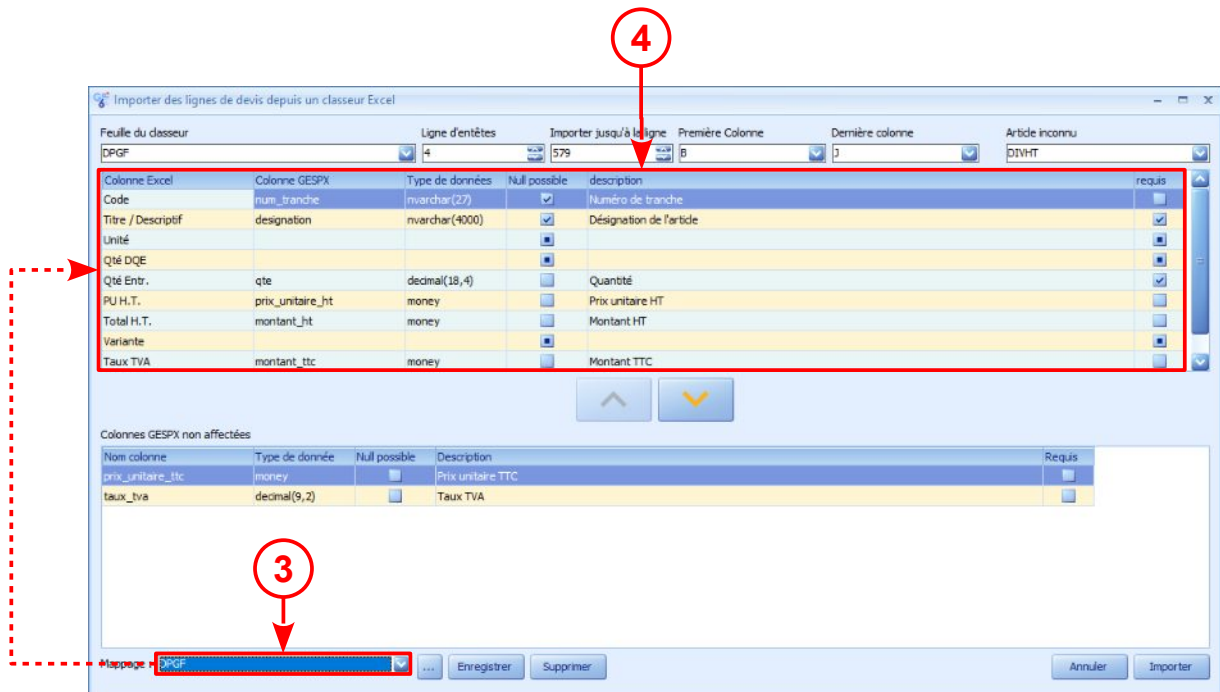 4
Importer des lignes de devis depuis un classeur Excel
Feuille du classeur Ligne d'entêtes Importer jusqu'à la ligne Première Colonne Dernière colonne Article inconnu
DPGF 4 579 B J DIVHT
Colonne Excel Colonne GESPX Type de données Null possible description requis
Code num_tranche nvarchar(27) Numéro de tranche
Titre / Descriptif designation nvarchar(4000) Désignation de l'article
Unité
Qté DQE
Qté Entr. qte decimal(18,4) Quantité
PU H.T. prix_unitaire_ht money Prix unitaire HT
Total H.T. montant_ht money Montant HT
Variante
Taux TVA montant_ttc money Montant TTC
Colonnes GESPX non affectées
Nom colonne Type de donnée Null possible Description Requis
prix_unitaire_ttc money Prix unitaire TTC
taux_tva decimal(9,2) Taux TVA
3
Mappage : DPGF ... Enregistrer Supprimer Annuler Importer